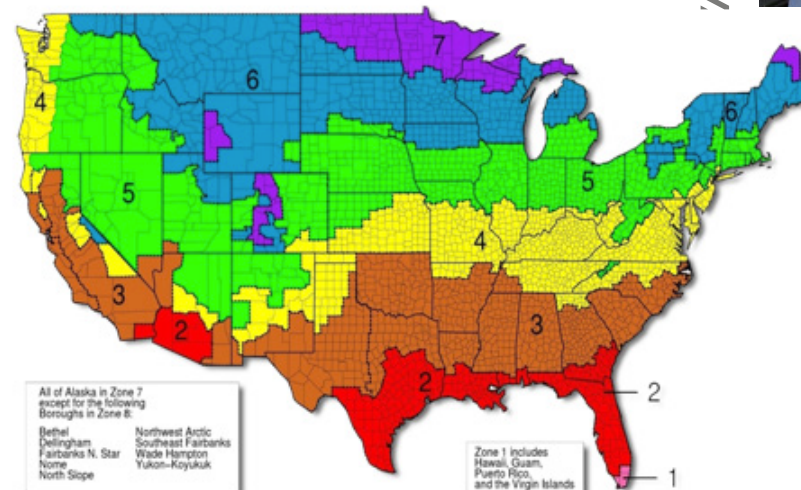 7
6
6
4
5
5
4
3
3
2
2
2
1
All of Alaska in Zone 7
except for the following
Boroughs in Zone 8:
Bethel Northwest Arctic
Dellingham Southeast Fairbanks
Fairbanks N. Star Wade Hampton
Nome Yukon-Koyukuk
North Slope
Zone 1 includes
Hawaii, Guam,
Puerto Rico,
and the Virgin Islands